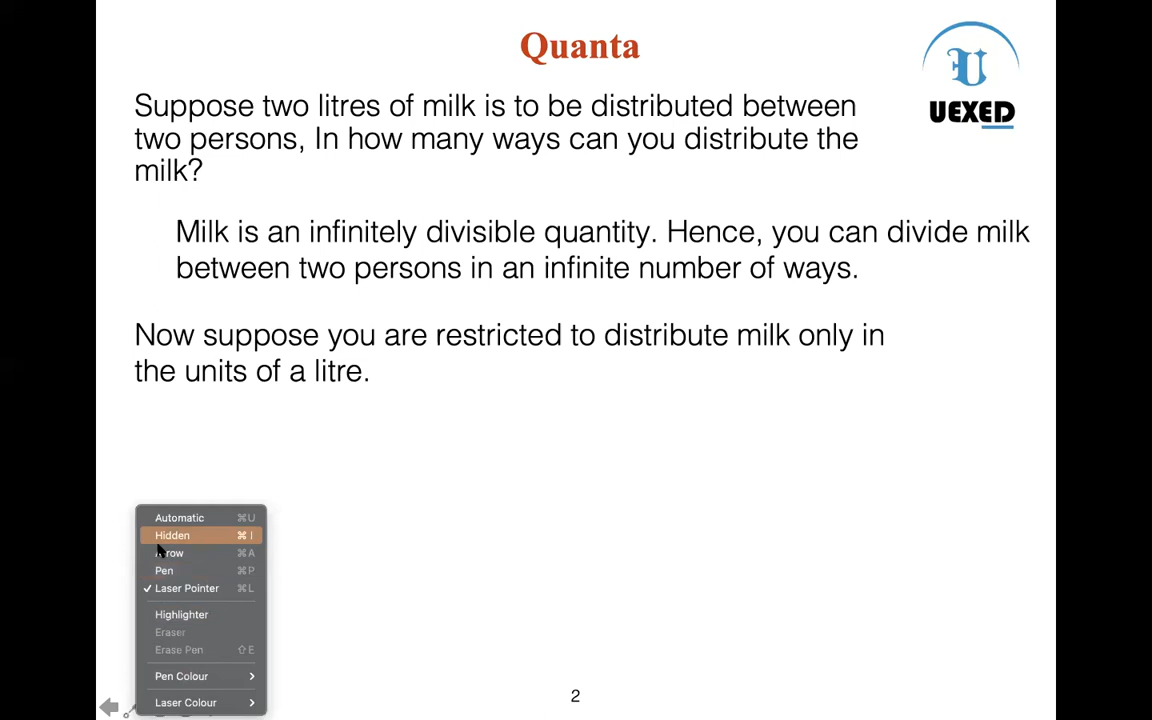 Quanta
UEXED
Suppose two litres of milk is to be distributed between
two persons, In how many ways can you distribute the
milk?
Milk is an infinitely divisible quantity. Hence, you can divide milk
between two persons in an infinite number of ways.
Now suppose you are restricted to distribute milk only in
the units of a litre.
Automatic ⌘U
Hidden ⌘I
Arrow ⌘A
Pen ⌘P
✓ Laser Pointer ⌘L
Highlighter
Eraser
Erase Pen ⇧E
Pen Colour >
Laser Colour >
2